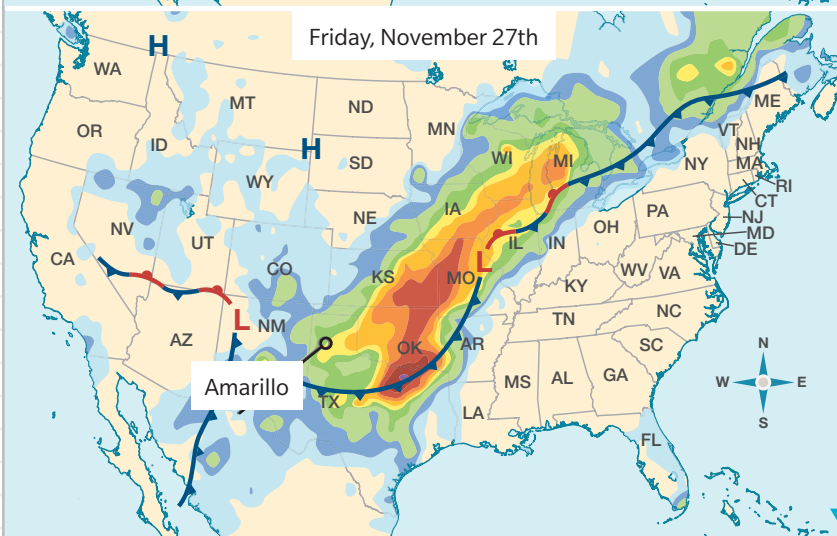 Friday, November 27th
H
WA
MT
ND
ME
OR
ID
MN
VT
NH
H
SD
WI
MI
NY
MA
WY
RI
CT
NE
IA
PA
NJ
NV
UT
OH
MD
IL
IN
DE
CA
CO
KS
MO
L
WV
VA
KY
NC
L
NM
TN
AZ
OK
AR
SC
N
Amarillo
MS
AL
GA
W
E
TX
LA
S
FL